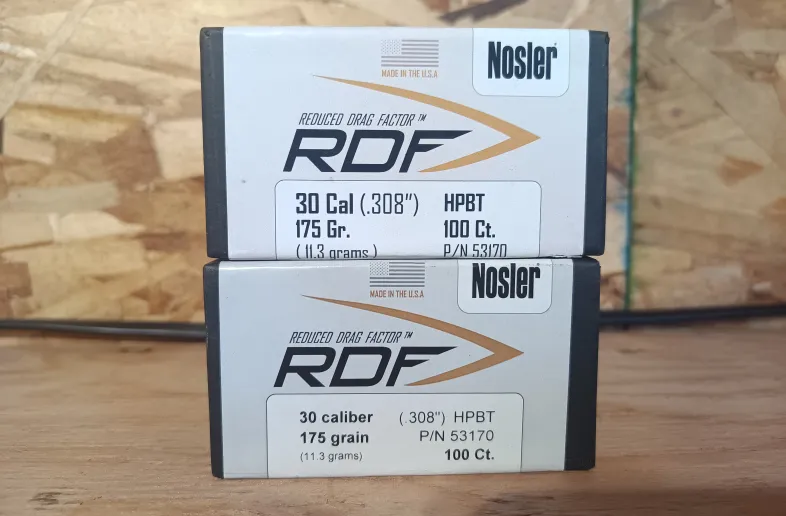 Nosler
MADE IN THE U.S.A
REDUCED DRAG FACTOR™
RDF
30 Cal (.308") HPBT
175 Gr. 100 Ct.
(11.3 grams) P/N 53170
Nosler
MADE IN THE U.S.A
REDUCED DRAG FACTOR™
RDF
30 caliber (.308") HPBT
175 grain P/N 53170
(11.3 grams) 100 Ct.